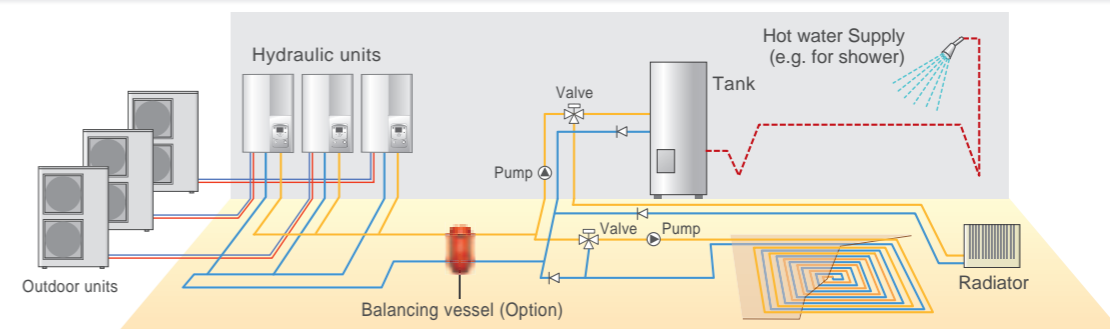 Hydraulic units
Hot water Supply
(e.g. for shower)
Tank
Valve
Pump
Valve
Pump
Outdoor units
Balancing vessel (Option)
Radiator